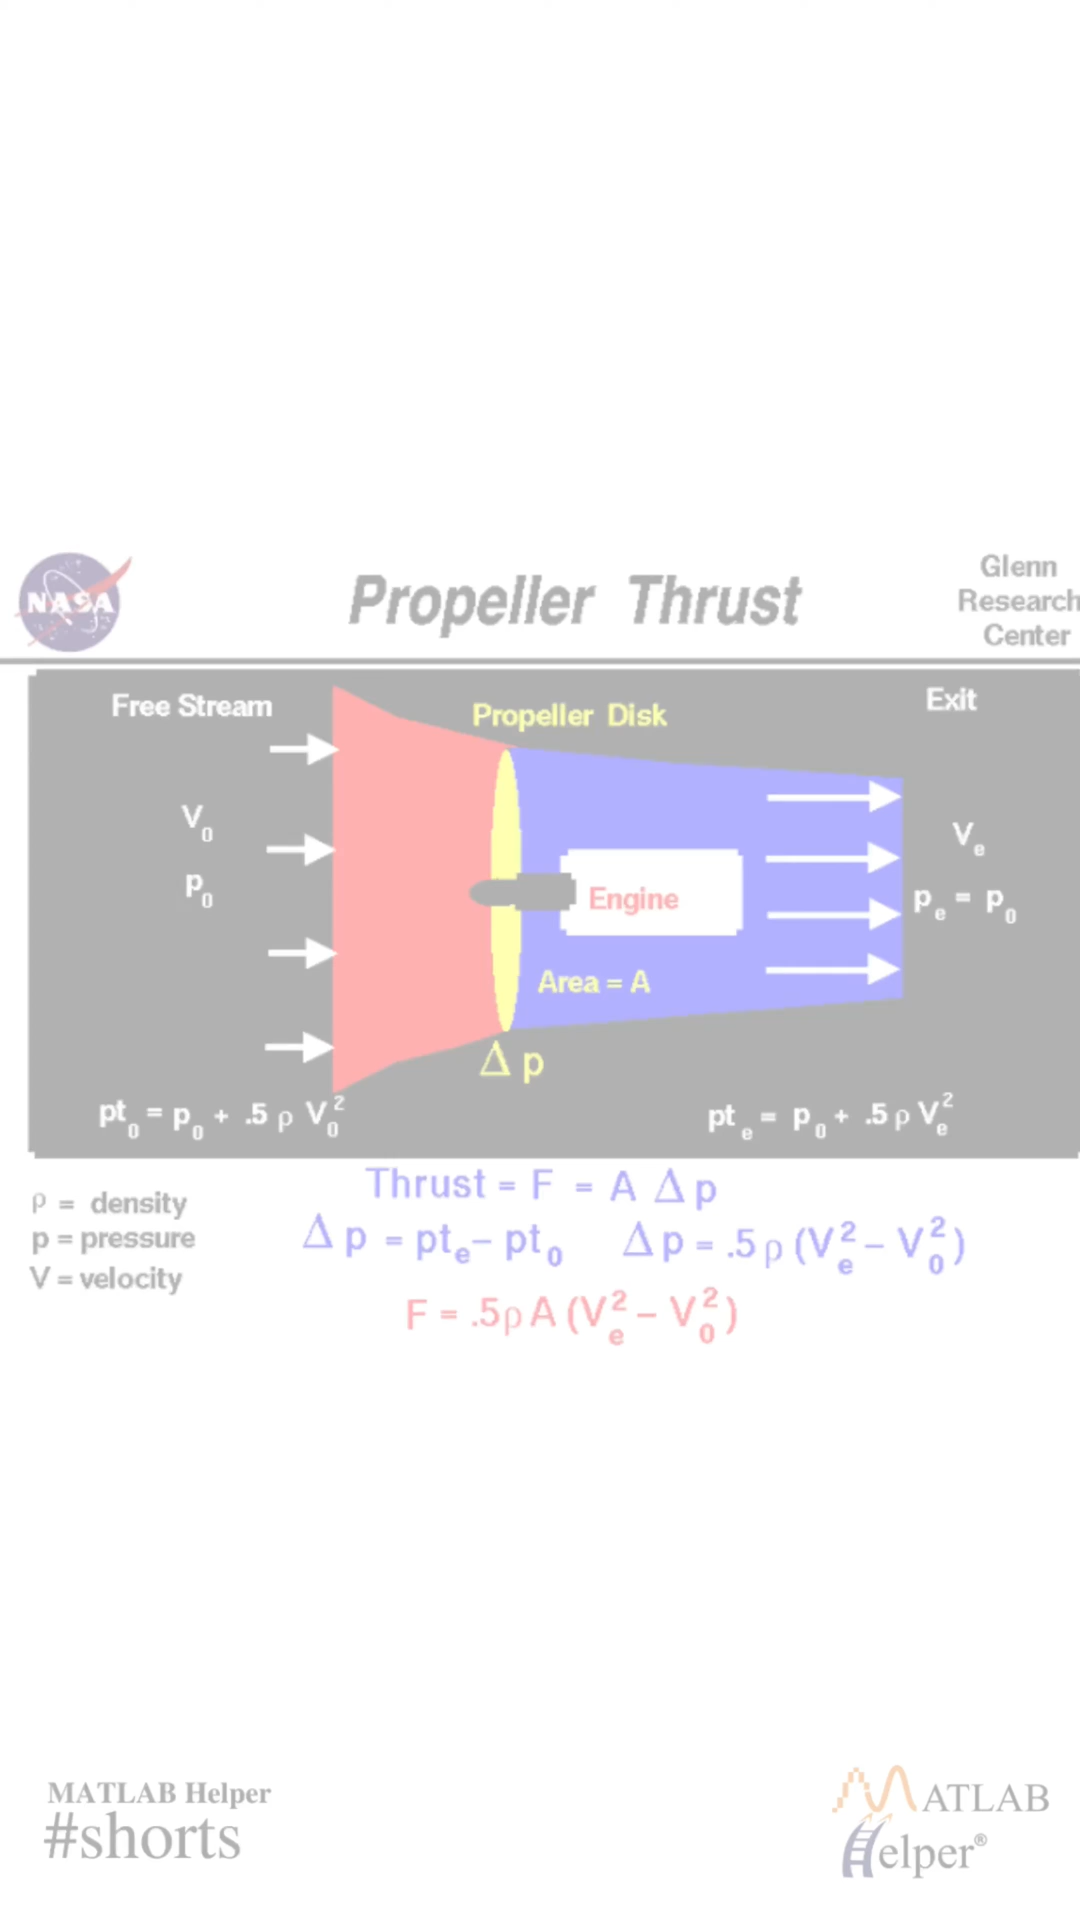 NASA
Propeller Thrust
Glenn
Research
Center
Free Stream
Propeller Disk
Exit
V₀
p₀
Vₑ
pₑ = p₀
Engine
Area = A
Δ p
pt₀ = p₀ + .5 ρ V₀²
ptₑ = p₀ + .5 ρ Vₑ²
ρ = density
p = pressure
V = velocity
Thrust = F = A Δ p
Δ p = ptₑ – pt₀ Δ p = .5 ρ (Vₑ² – V₀²)
F = .5 ρ A (Vₑ² – V₀²)
MATLAB Helper
#shorts
MATLAB
Helper®